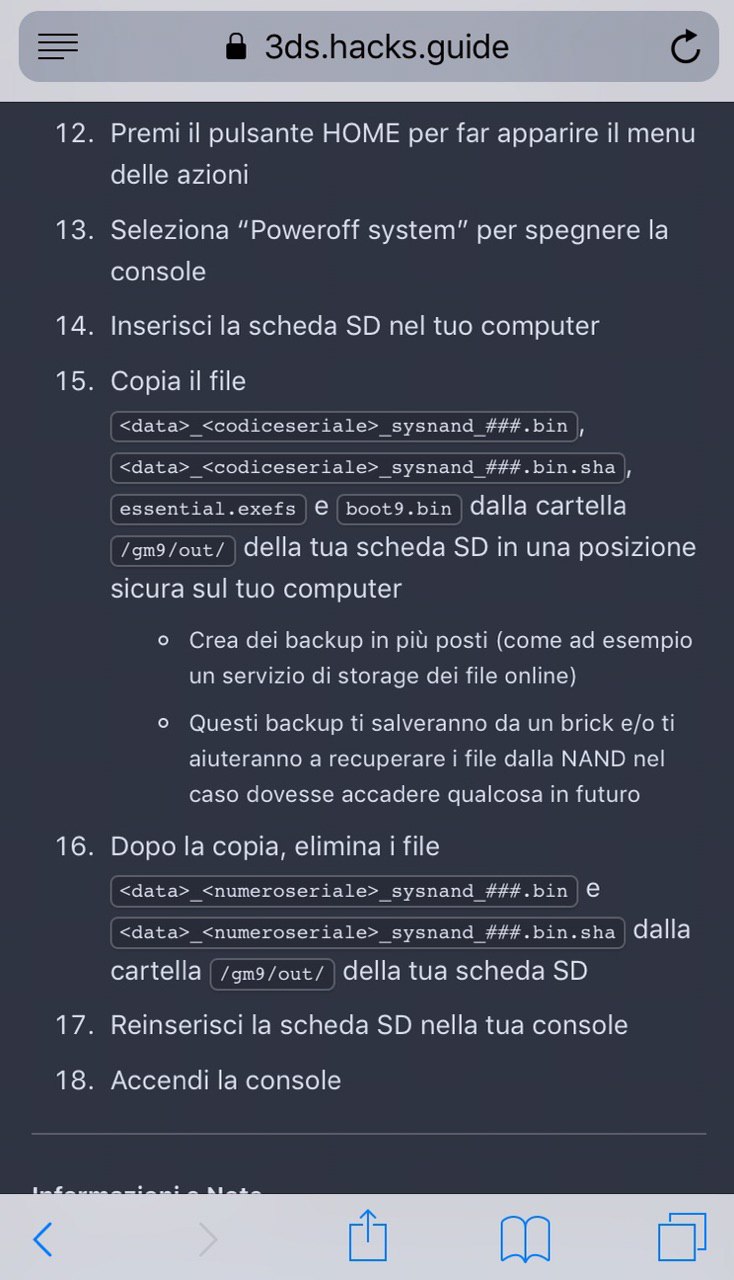 3ds.hacks.guide
12. Premi il pulsante HOME per far apparire il menu
delle azioni
13. Seleziona “Poweroff system” per spegnere la
console
14. Inserisci la scheda SD nel tuo computer
15. Copia il file
<data>_<codiceseriale>_sysnand_###.bin,
<data>_<codiceseriale>_sysnand_###.bin.sha,
essential.exefs e boot9.bin dalla cartella
/gm9/out/ della tua scheda SD in una posizione
sicura sul tuo computer
Crea dei backup in più posti (come ad esempio
un servizio di storage dei file online)
Questi backup ti salveranno da un brick e/o ti
aiuteranno a recuperare i file dalla NAND nel
caso dovesse accadere qualcosa in futuro
16. Dopo la copia, elimina i file
<data>_<numeroseriale>_sysnand_###.bin e
<data>_<numeroseriale>_sysnand_###.bin.sha dalla
cartella /gm9/out/ della tua scheda SD
17. Reinserisci la scheda SD nella tua console
18. Accendi la console
Informazioni e Note